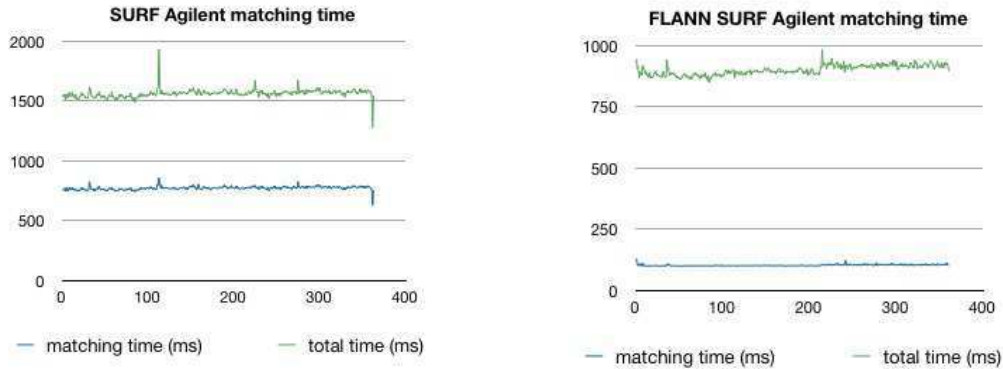 SURF Agilent matching time
2000
1500
1000
500
0
0 100 200 300 400
matching time (ms) total time (ms)
FLANN SURF Agilent matching time
1000
750
500
250
0
0 100 200 300 400
matching time (ms) total time (ms)